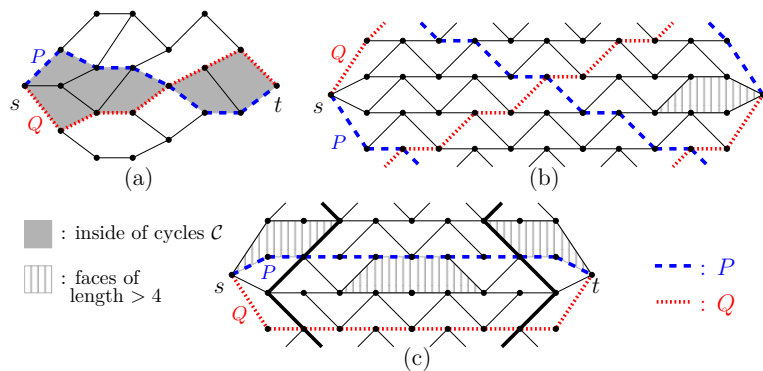 P
s
Q
t
(a)
Q
s
P
t
(b)
: inside of cycles 𝒞
: faces of
length > 4
s
P
Q
t
(c)
: P
: Q